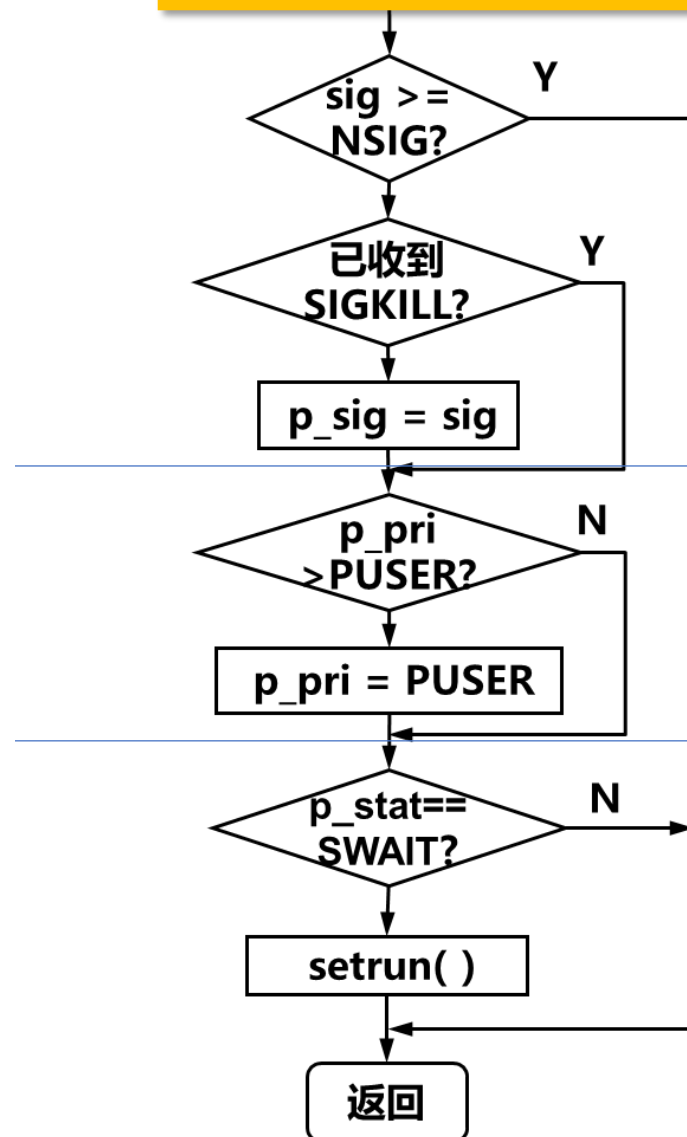 Y
sig >=
NSIG?
Y
已收到
SIGKILL?
p_sig = sig
N
p_pri
>PUSER?
p_pri = PUSER
N
p_stat==
SWAIT?
setrun( )
返回